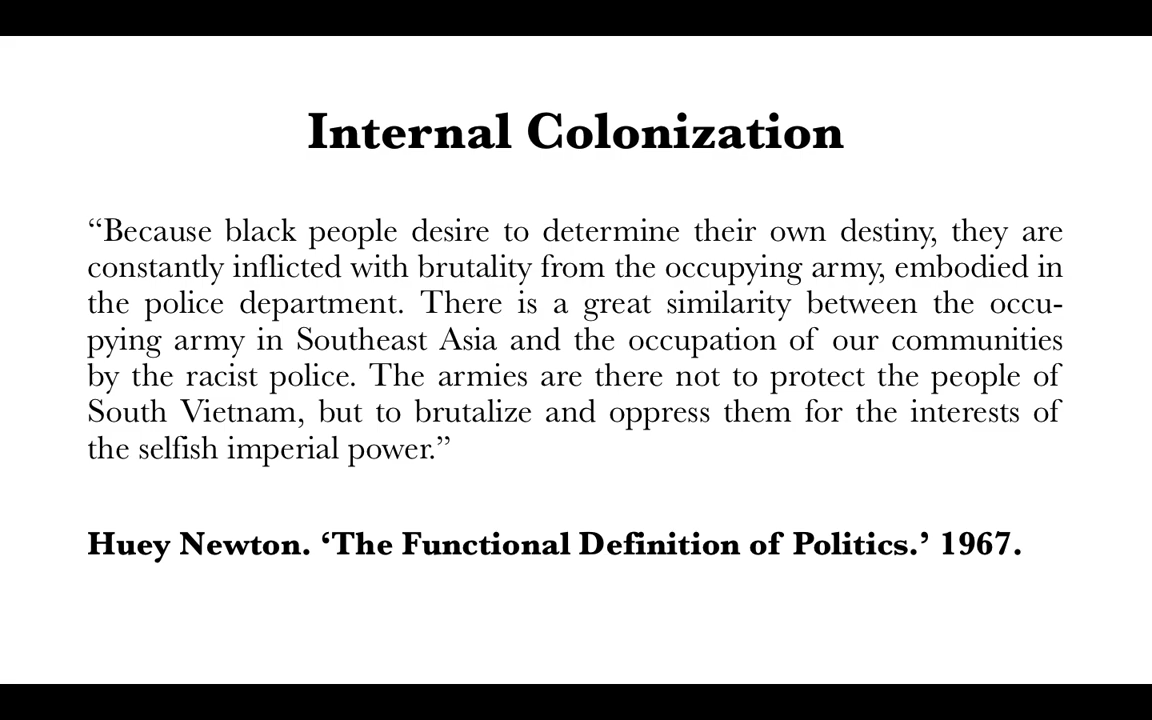 Internal Colonization
“Because black people desire to determine their own destiny, they are
constantly inflicted with brutality from the occupying army, embodied in
the police department. There is a great similarity between the occu-
pying army in Southeast Asia and the occupation of our communities
by the racist police. The armies are there not to protect the people of
South Vietnam, but to brutalize and oppress them for the interests of
the selfish imperial power.”
Huey Newton. ‘The Functional Definition of Politics.’ 1967.